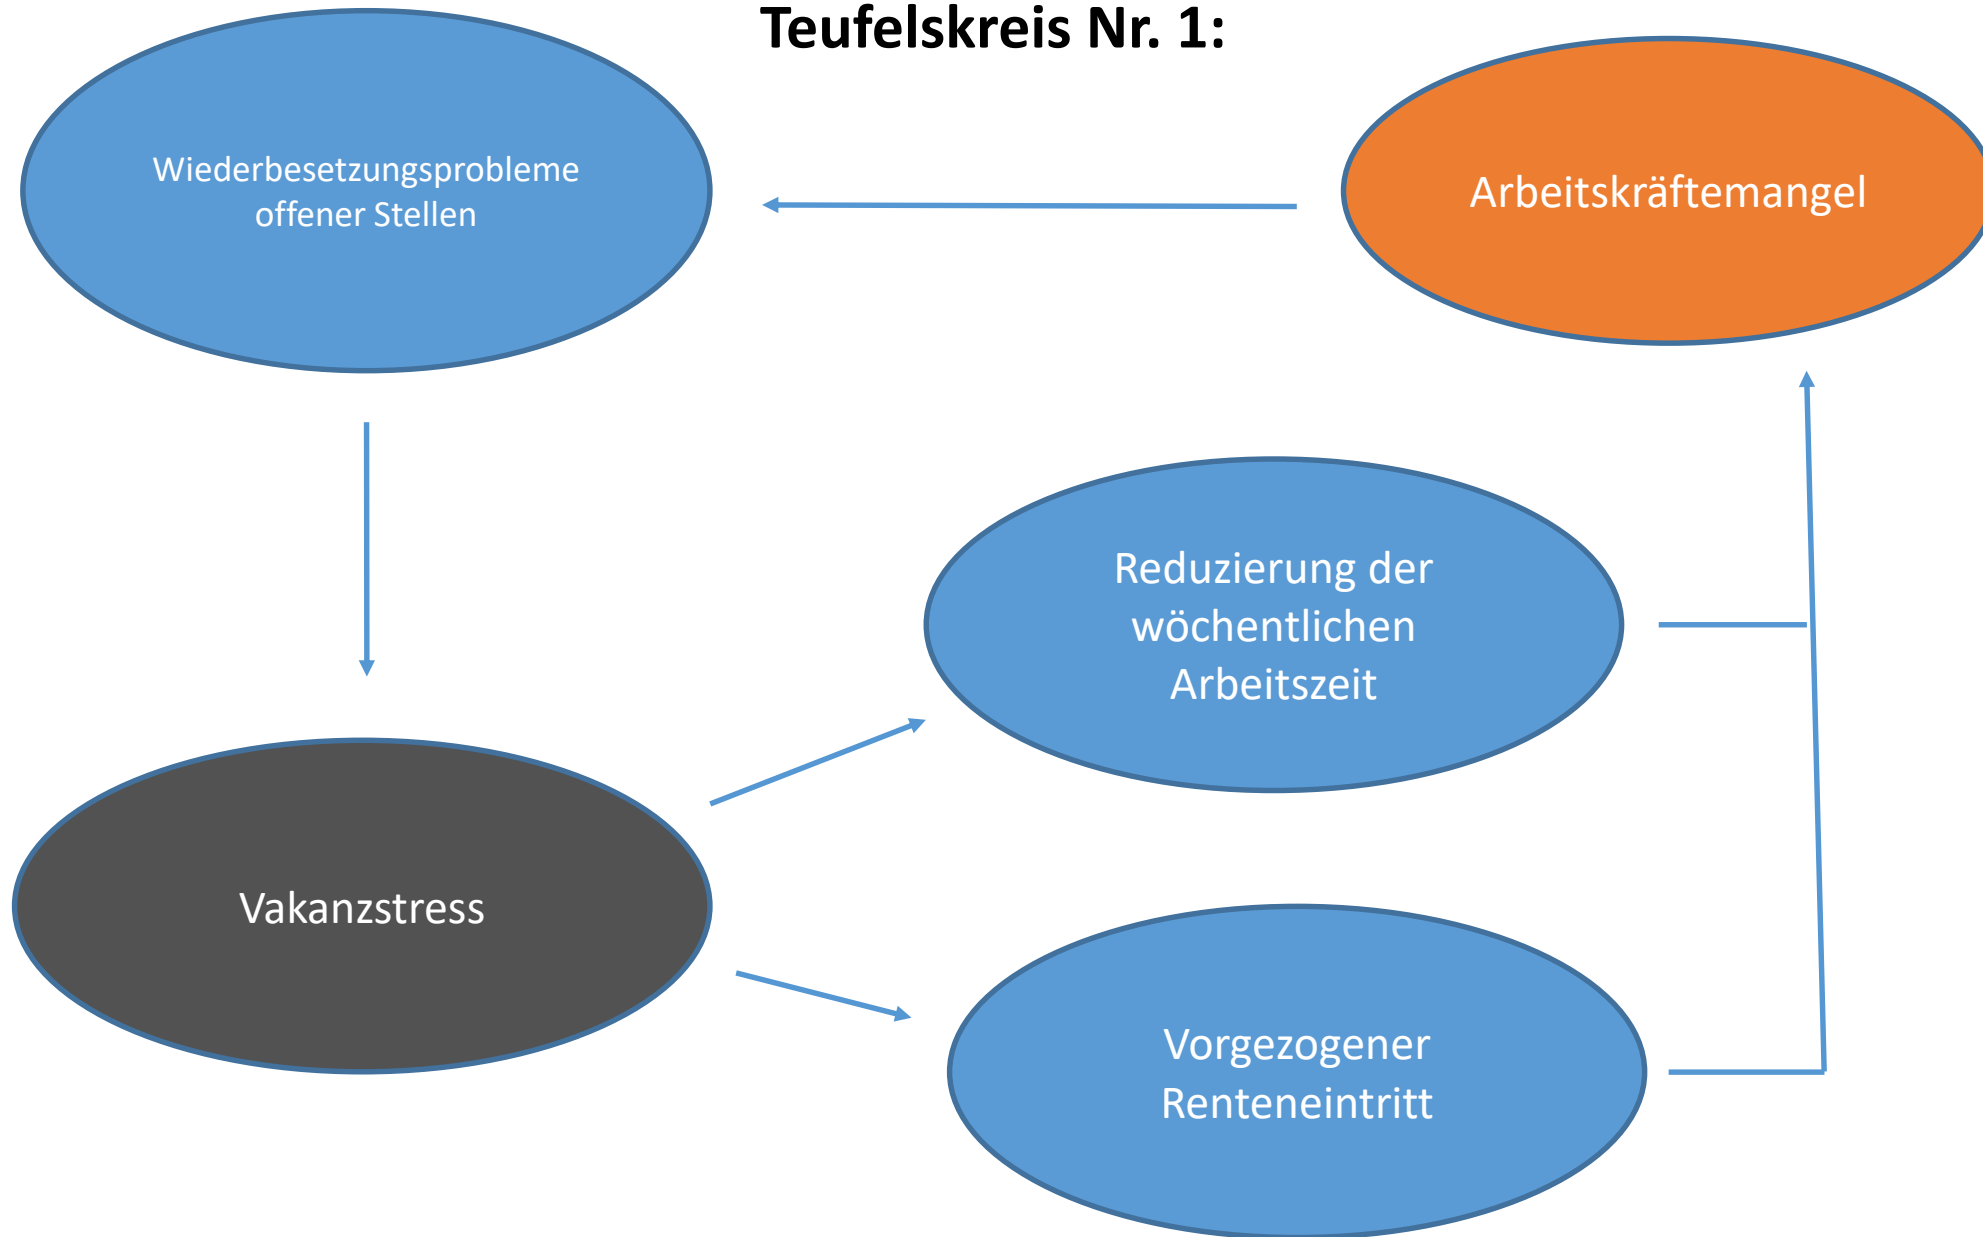 Teufelskreis Nr. 1:
Wiederbesetzungsprobleme
offener Stellen
Arbeitskräftemangel
Reduzierung der
wöchentlichen
Arbeitszeit
Vakanzstress
Vorgezogener
Renteneintritt